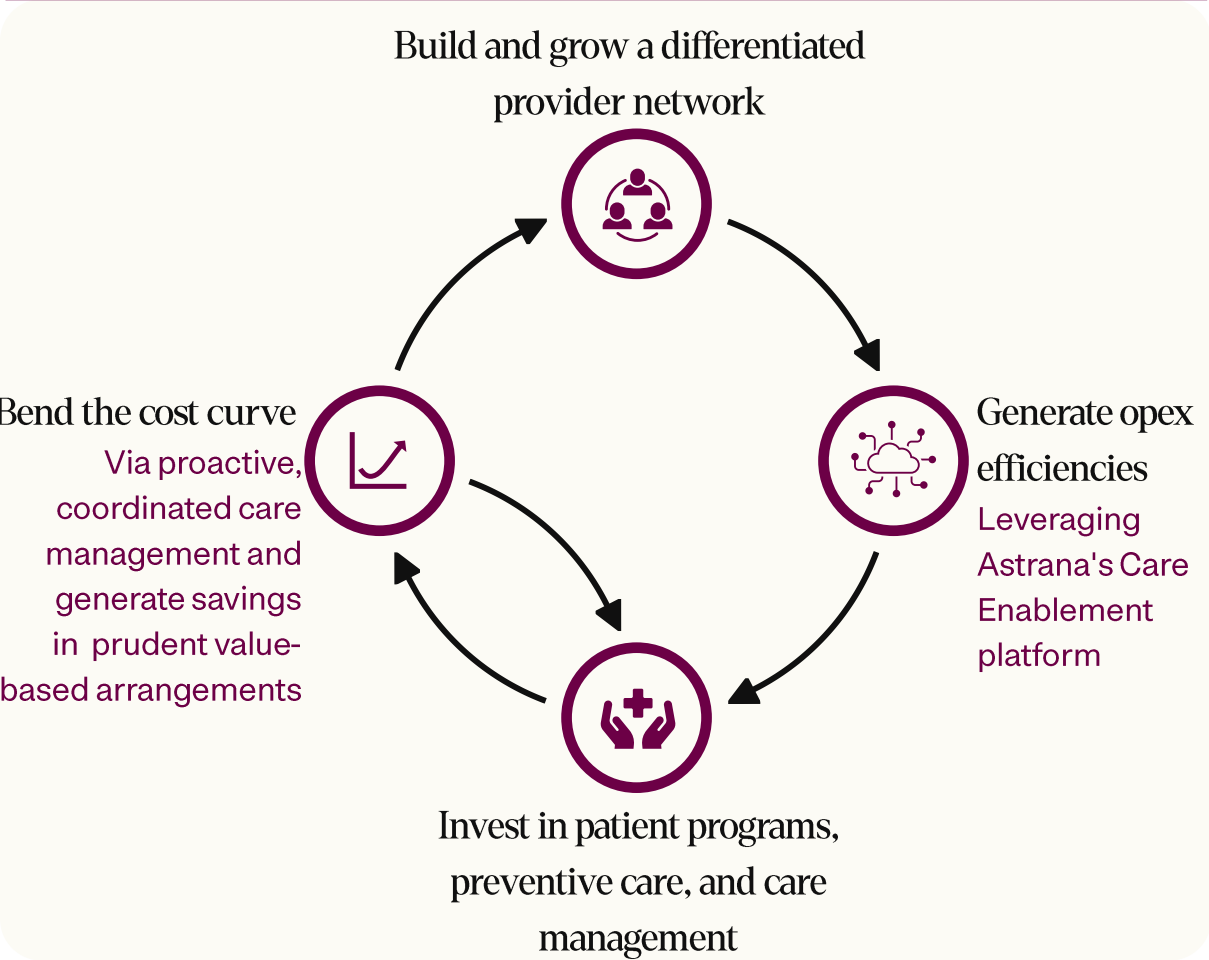 Build and grow a differentiated
provider network
Bend the cost curve
Via proactive,
coordinated care
management and
generate savings
in  prudent value-
based arrangements
Generate opex
efficiencies
Leveraging
Astrana's Care
Enablement
platform
Invest in patient programs,
preventive care, and care
management